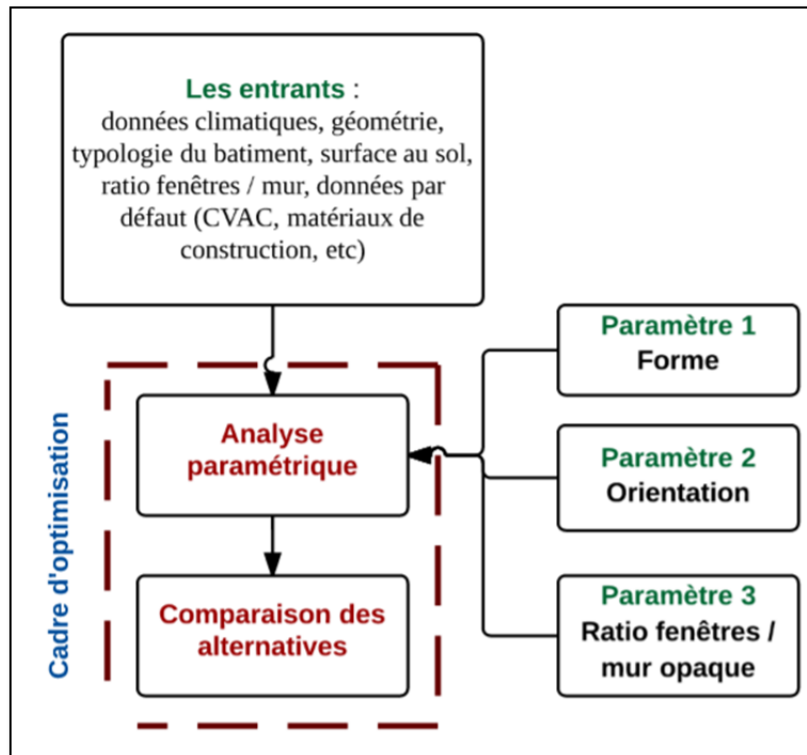 Les entrants :
données climatiques, géométrie,
typologie du batiment, surface au sol,
ratio fenêtres / mur, données par
défaut (CVAC, matériaux de
construction, etc)
Paramètre 1
Forme
Analyse
paramétrique
Paramètre 2
Orientation
Cadre d'optimisation
Comparaison des
alternatives
Paramètre 3
Ratio fenêtres /
mur opaque